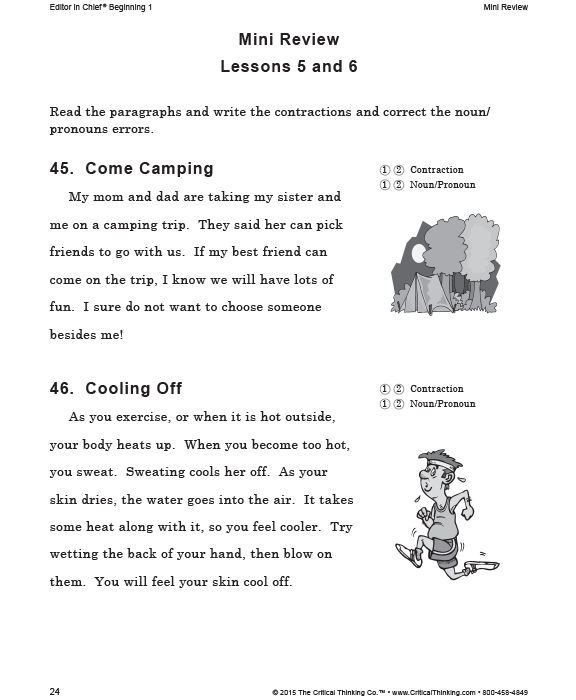 Editor in Chief® Beginning 1
Mini Review
Mini Review
Lessons 5 and 6
Read the paragraphs and write the contractions and correct the noun/
pronouns errors.
45. Come Camping
① ② Contraction
① ② Noun/Pronoun
My mom and dad are taking my sister and
me on a camping trip. They said her can pick
friends to go with us. If my best friend can
come on the trip, I know we will have lots of
fun. I sure do not want to choose someone
besides me!
46. Cooling Off
① ② Contraction
① ② Noun/Pronoun
As you exercise, or when it is hot outside,
your body heats up. When you become too hot,
you sweat. Sweating cools her off. As your
skin dries, the water goes into the air. It takes
some heat along with it, so you feel cooler. Try
wetting the back of your hand, then blow on
them. You will feel your skin cool off.
24
© 2015 The Critical Thinking Co.™ • www.CriticalThinking.com • 800-458-4849